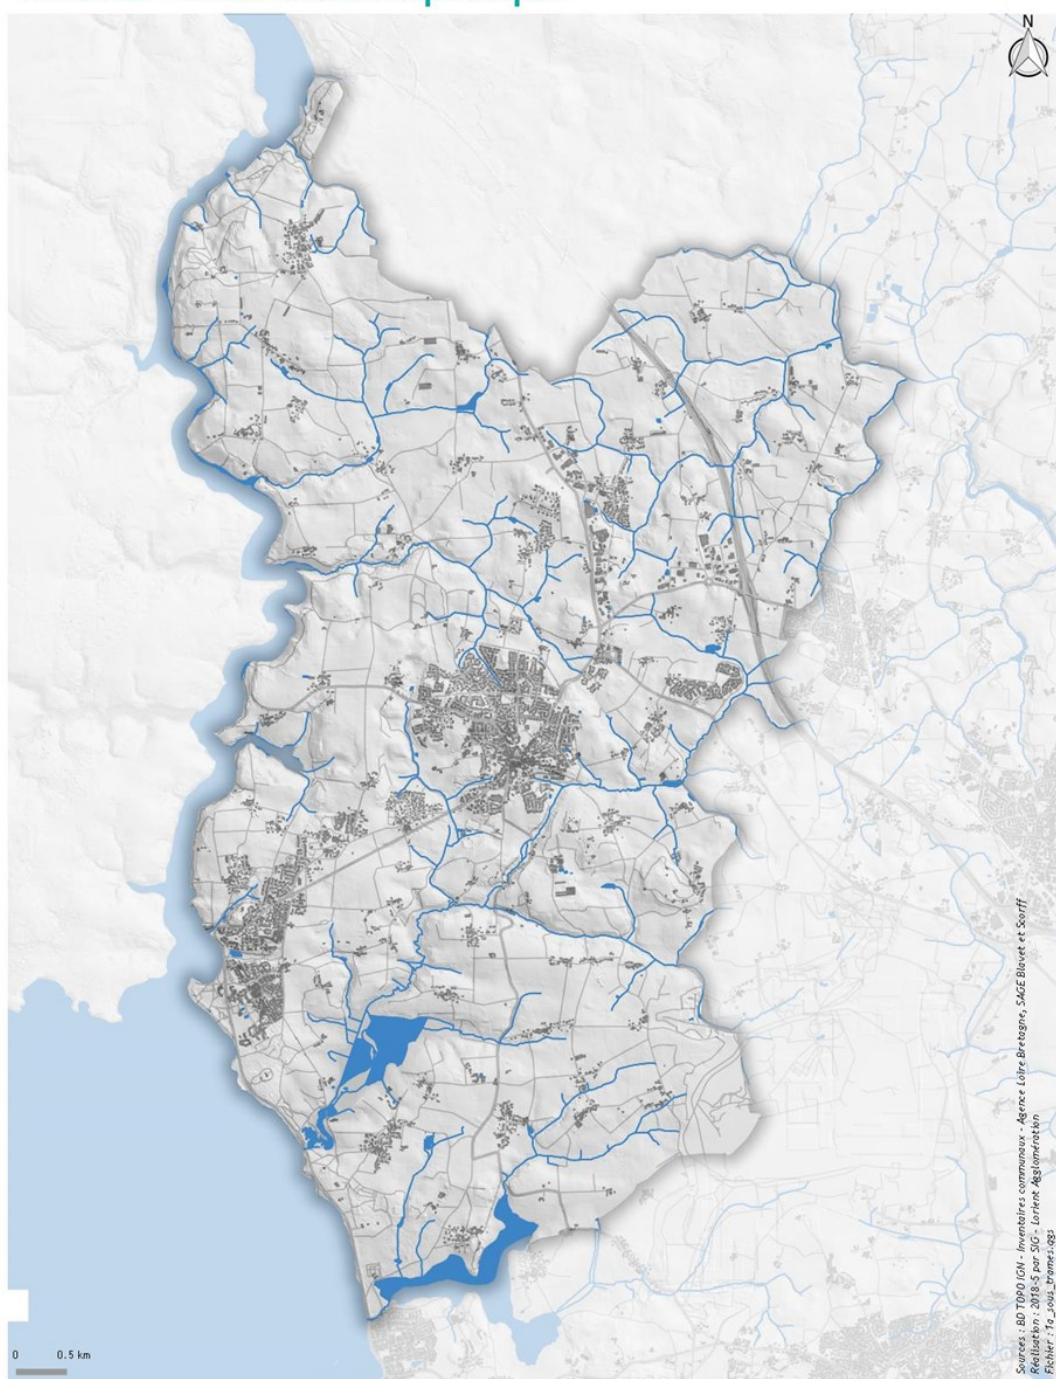 N
Sources : BD TOPO IGN - Inventaires communaux - Agence Loire Bretagne, SAGE Blavet et Scorff
Réalisation : 2018-5 par SIG - Lorient Agglomération
Fichier : 1a_sous_trames.qgs
0 0.5 km